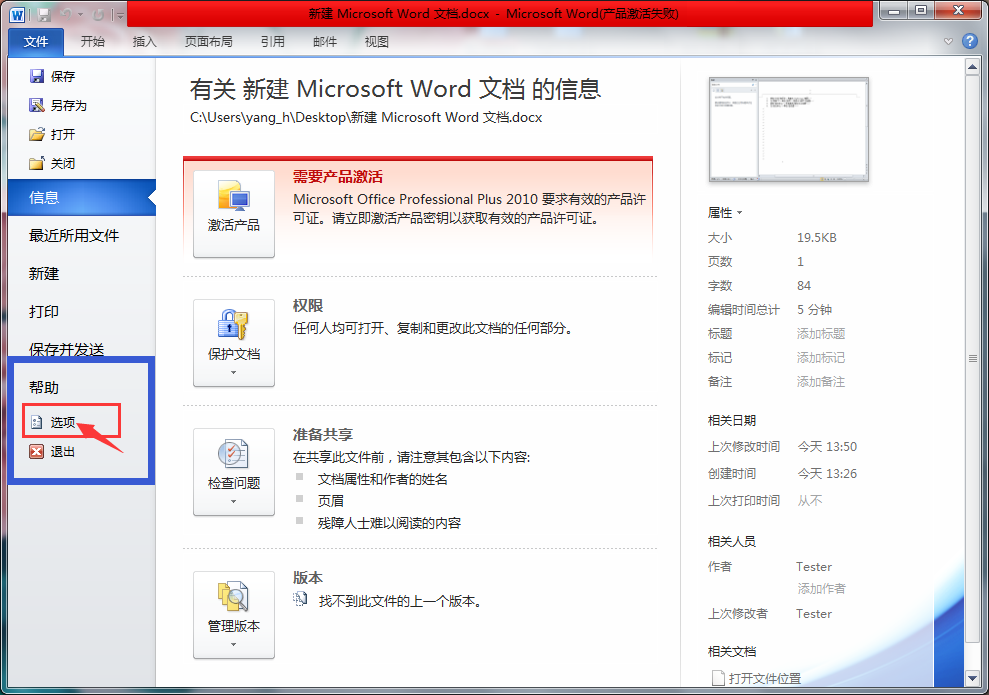 新建 Microsoft Word 文档.docx - Microsoft Word(产品激活失败)
文件 开始 插入 页面布局 引用 邮件 视图
保存
另存为
打开
关闭
信息
最近所用文件
新建
打印
保存并发送
帮助
选项
退出
有关 新建 Microsoft Word 文档 的信息
C:\Users\yang_h\Desktop\新建 Microsoft Word 文档.docx
激活产品
需要产品激活
Microsoft Office Professional Plus 2010 要求有效的产品许
可证。请立即激活产品密钥以获取有效的产品许可证。
保护文档
权限
任何人均可打开、复制和更改此文档的任何部分。
检查问题
准备共享
在共享此文件前，请注意其包含以下内容:
文档属性和作者的姓名
页眉
残障人士难以阅读的内容
管理版本
版本
找不到此文件的上一个版本。
属性
大小 19.5KB
页数 1
字数 84
编辑时间总计 5 分钟
标题 添加标题
标记 添加标记
备注 添加备注
相关日期
上次修改时间 今天 13:50
创建时间 今天 13:26
上次打印时间 从不
相关人员
作者 Tester
添加作者
上次修改者 Tester
相关文档
打开文件位置